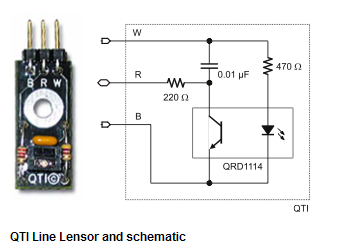 B R W
QTI©
W
R
B
0.01 µF
470 Ω
220 Ω
QRD1114
QTI
QTI Line Lensor and schematic